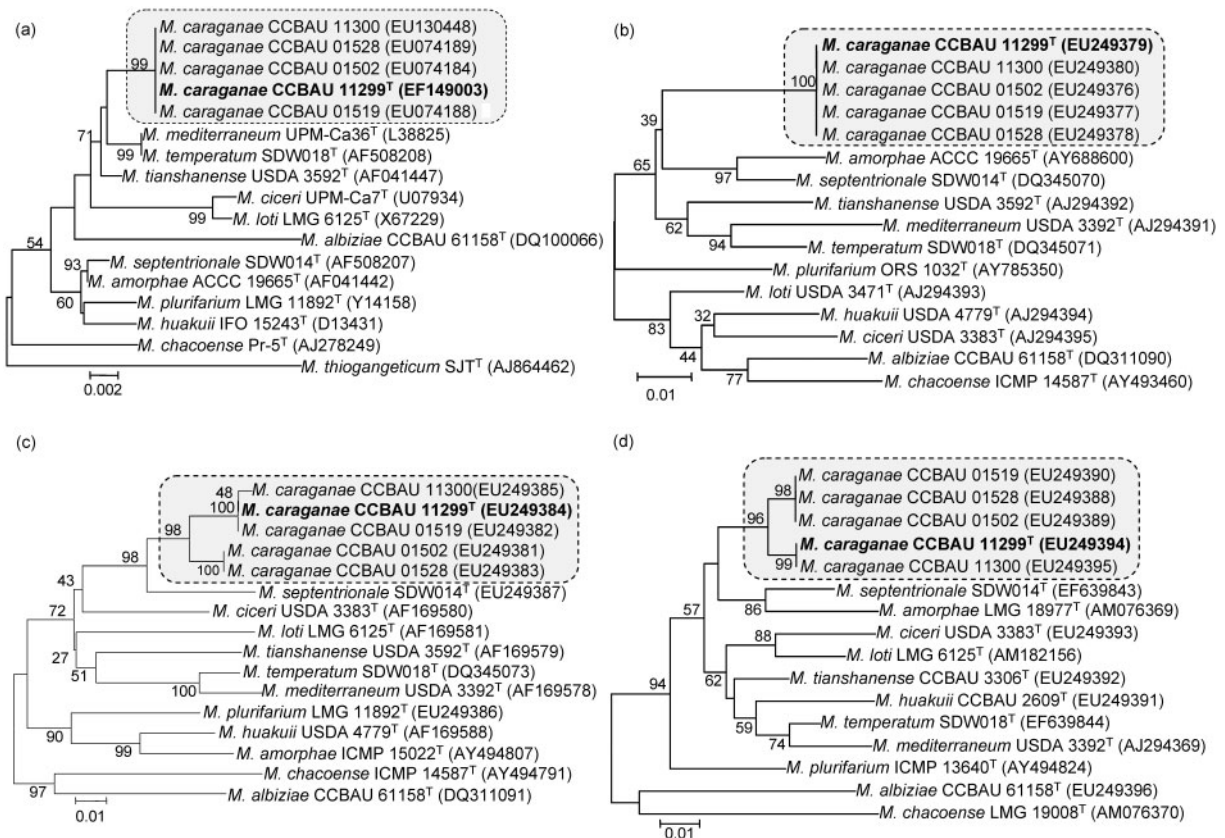 (a)
M. caraganae CCBAU 11300 (EU130448)
M. caraganae CCBAU 01528 (EU074189)
M. caraganae CCBAU 01502 (EU074184)
99
M. caraganae CCBAU 11299T (EF149003)
M. caraganae CCBAU 01519 (EU074188)
71
M. mediterraneum UPM-Ca36T (L38825)
99
M. temperatum SDW018T (AF508208)
M. tianshanense USDA 3592T (AF041447)
M. ciceri UPM-Ca7T (U07934)
99
M. loti LMG 6125T (X67229)
54
M. albiziae CCBAU 61158T (DQ100066)
93
M. septentrionale SDW014T (AF508207)
M. amorphae ACCC 19665T (AF041442)
60
M. plurifarium LMG 11892T (Y14158)
M. huakuii IFO 15243T (D13431)
M. chacoense Pr-5T (AJ278249)
M. thiogangeticum SJTT (AJ864462)
0.002
(b)
M. caraganae CCBAU 11299T (EU249379)
M. caraganae CCBAU 11300 (EU249380)
100
M. caraganae CCBAU 01502 (EU249376)
M. caraganae CCBAU 01519 (EU249377)
39
M. caraganae CCBAU 01528 (EU249378)
65
M. amorphae ACCC 19665T (AY688600)
97
M. septentrionale SDW014T (DQ345070)
M. tianshanense USDA 3592T (AJ294392)
62
M. mediterraneum USDA 3392T (AJ294391)
94
M. temperatum SDW018T (DQ345071)
M. plurifarium ORS 1032T (AY785350)
M. loti USDA 3471T (AJ294393)
83
32
M. huakuii USDA 4779T (AJ294394)
M. ciceri USDA 3383T (AJ294395)
44
M. albiziae CCBAU 61158T (DQ311090)
77
M. chacoense ICMP 14587T (AY493460)
0.01
(c)
48
M. caraganae CCBAU 11300(EU249385)
100
M. caraganae CCBAU 11299T (EU249384)
98
M. caraganae CCBAU 01519 (EU249382)
M. caraganae CCBAU 01502 (EU249381)
98
100
M. caraganae CCBAU 01528 (EU249383)
43
M. septentrionale SDW014T (EU249387)
72
M. ciceri USDA 3383T (AF169580)
M. loti LMG 6125T (AF169581)
27
M. tianshanense USDA 3592T (AF169579)
51
M. temperatum SDW018T (DQ345073)
100
M. mediterraneum USDA 3392T (AF169578)
M. plurifarium LMG 11892T (EU249386)
90
M. huakuii USDA 4779T (AF169588)
99
M. amorphae ICMP 15022T (AY494807)
M. chacoense ICMP 14587T (AY494791)
97
M. albiziae CCBAU 61158T (DQ311091)
0.01
(d)
M. caraganae CCBAU 01519 (EU249390)
98
M. caraganae CCBAU 01528 (EU249388)
M. caraganae CCBAU 01502 (EU249389)
96
M. caraganae CCBAU 11299T (EU249394)
99
M. caraganae CCBAU 11300 (EU249395)
57
M. septentrionale SDW014T (EF639843)
86
M. amorphae LMG 18977T (AM076369)
88
M. ciceri USDA 3383T (EU249393)
M. loti LMG 6125T (AM182156)
94
62
M. tianshanense CCBAU 3306T (EU249392)
M. huakuii CCBAU 2609T (EU249391)
59
M. temperatum SDW018T (EF639844)
74
M. mediterraneum USDA 3392T (AJ294369)
M. plurifarium ICMP 13640T (AY494824)
M. albiziae CCBAU 61158T (EU249396)
M. chacoense LMG 19008T (AM076370)
0.01